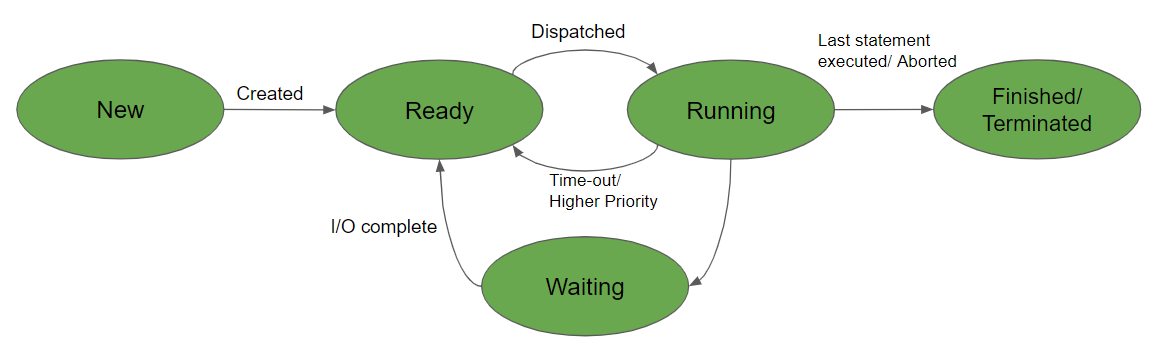 Dispatched
Last statement
executed/ Aborted
New
Created
Ready
Running
Finished/
Terminated
Time-out/
Higher Priority
I/O complete
Waiting